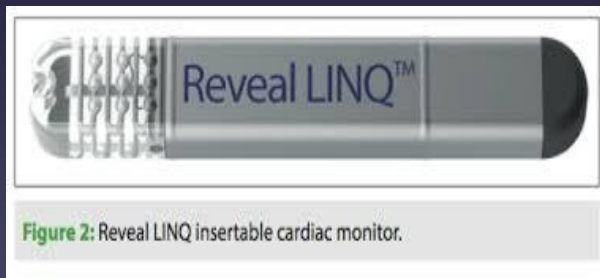 Reveal LINQ™
Figure 2: Reveal LINQ insertable cardiac monitor.